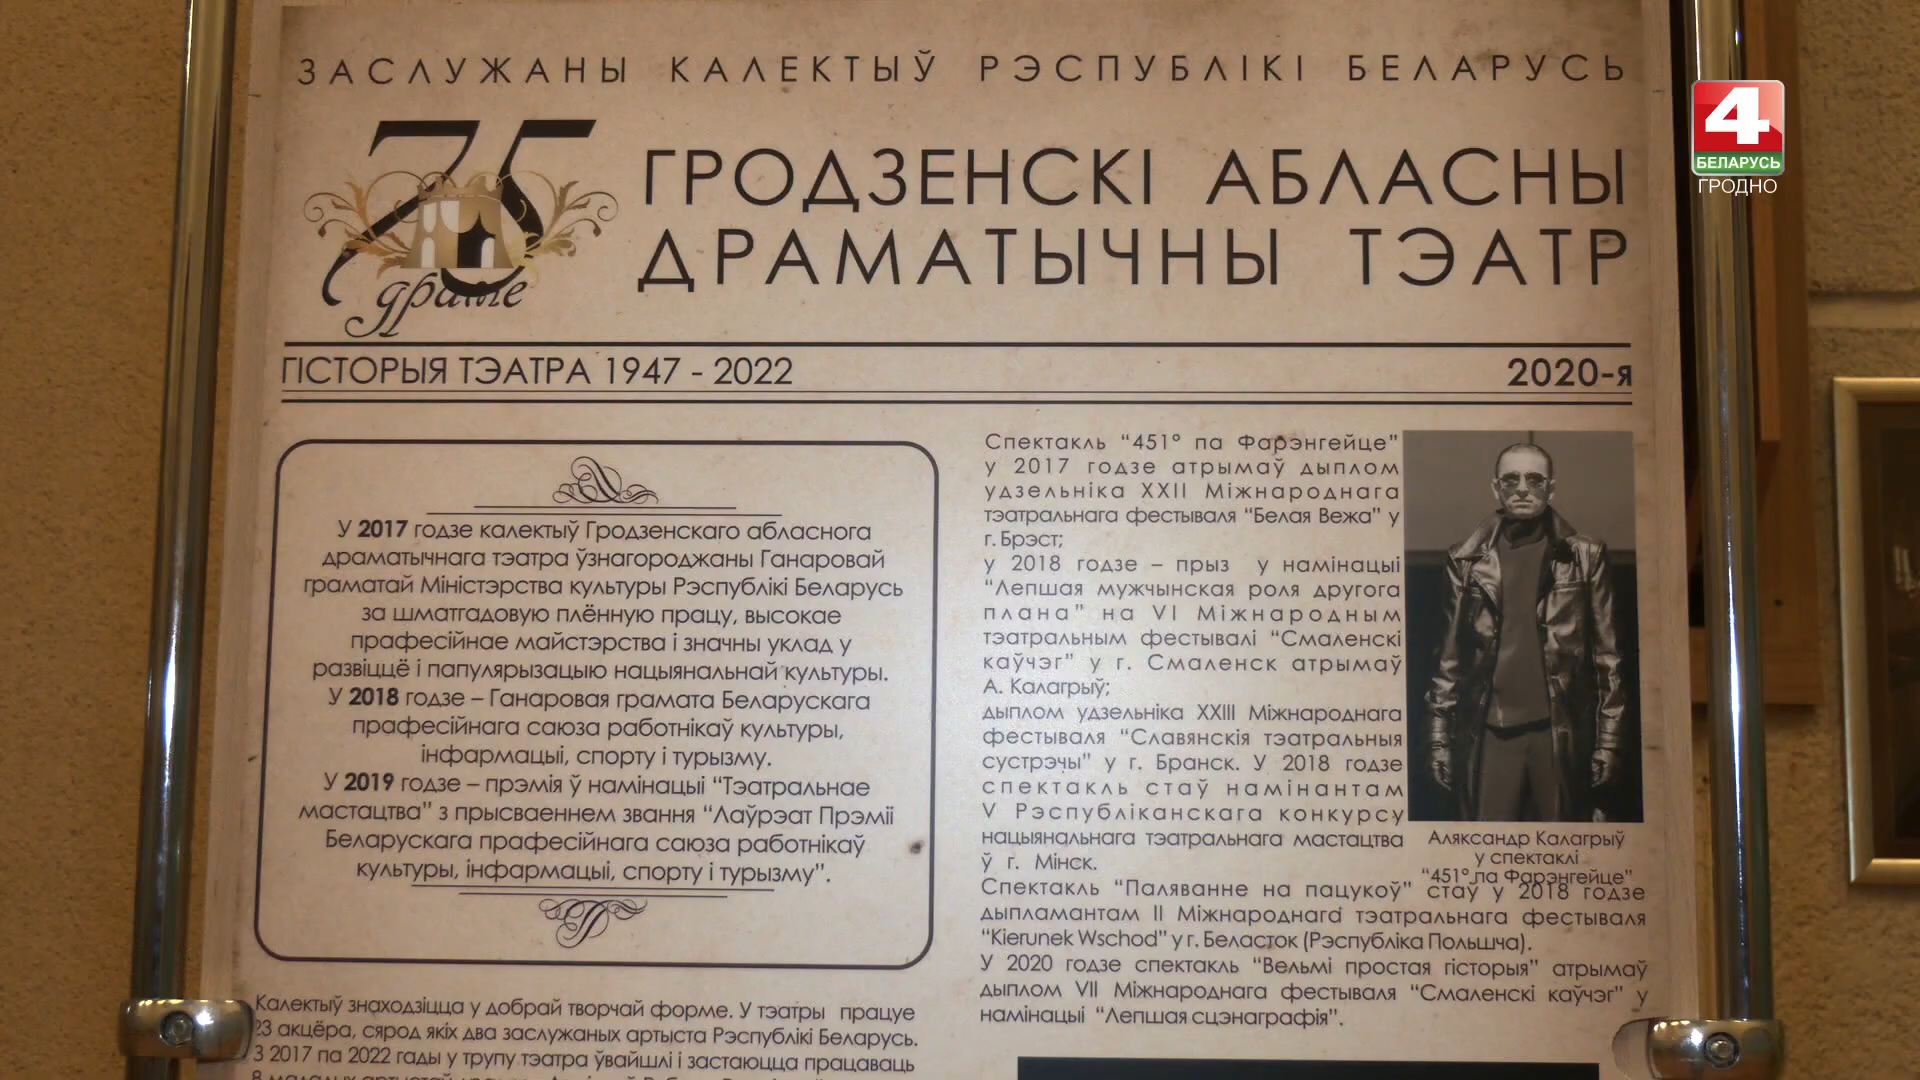 ЗАСЛУЖАНЫ КАЛЕКТЫЎ РЭСПУБЛІКІ БЕЛАРУСЬ
75
драме
ГРОДЗЕНСКІ АБЛАСНЫ
ДРАМАТЫЧНЫ ТЭАТР
4
БЕЛАРУСЬ
ГРОДНО
ГІСТОРЫЯ ТЭАТРА 1947 - 2022
2020-я
У 2017 годзе калектыў Гродзенскаго абласнога
драматычнага тэатра ўзнагороджаны Ганаровай
граматай Міністэрства культуры Рэспублікі Беларусь
за шматгадовую плённую працу, высокае
прафесійнае майстэрства і значны уклад у
развіццё і папулярызацыю нацыянальнай культуры.
У 2018 годзе – Ганаровая грамата Беларускага
прафесійнага саюза работнікаў культуры,
інфармацыі, спорту і турызму.
У 2019 годзе – прэмія ў намінацыі “Тэатральнае
мастацтва” з прысваеннем звання “Лаўрэат Прэміі
Беларускага прафесійнага саюза работнікаў
культуры, інфармацыі, спорту і турызму”.
Калектыў знаходзіцца у добрай творчай форме. У тэатры працуе
23 акцёра, сярод якіх два заслужаных артыста Рэспублікі Беларусь.
З 2017 па 2022 гады у трупу тэатра ўвайшлі і застаюцца працаваць
Спектакль “451° па Фарэнгейце”
у 2017 годзе атрымаў дыплом
удзельніка XXII Міжнароднага
тэатральнага фестываля “Белая Вежа” у
г. Брэст;
у 2018 годзе – прыз у намінацыі
“Лепшая мужчынская роля другога
плана” на VI Міжнародным
тэатральным фестывалі “Смаленскі
каўчэг” у г. Смаленск атрымаў
А. Калагрыў;
дыплом удзельніка XXIII Міжнароднага
фестываля “Славянскія тэатральныя
сустрэчы” у г. Бранск. У 2018 годзе
спектакль стаў намінантам
V Рэспубліканскага конкурсу
нацыянальнага тэатральнага мастацтва
ў г. Мінск.
Аляксандр Калагрыў
у спектаклі
“451° па Фарэнгейце”
Спектакль “Паляванне на пацукоў” стаў у 2018 годзе
дыпламантам II Міжнароднага тэатральнага фестываля
“Kierunek Wschod” у г. Беласток (Рэспубліка Польшча).
У 2020 годзе спектакль “Вельмі простая гісторыя” атрымаў
дыплом VII Міжнароднага фестываля “Смаленскі каўчэг” у
намінацыі “Лепшая сцэнаграфія”.